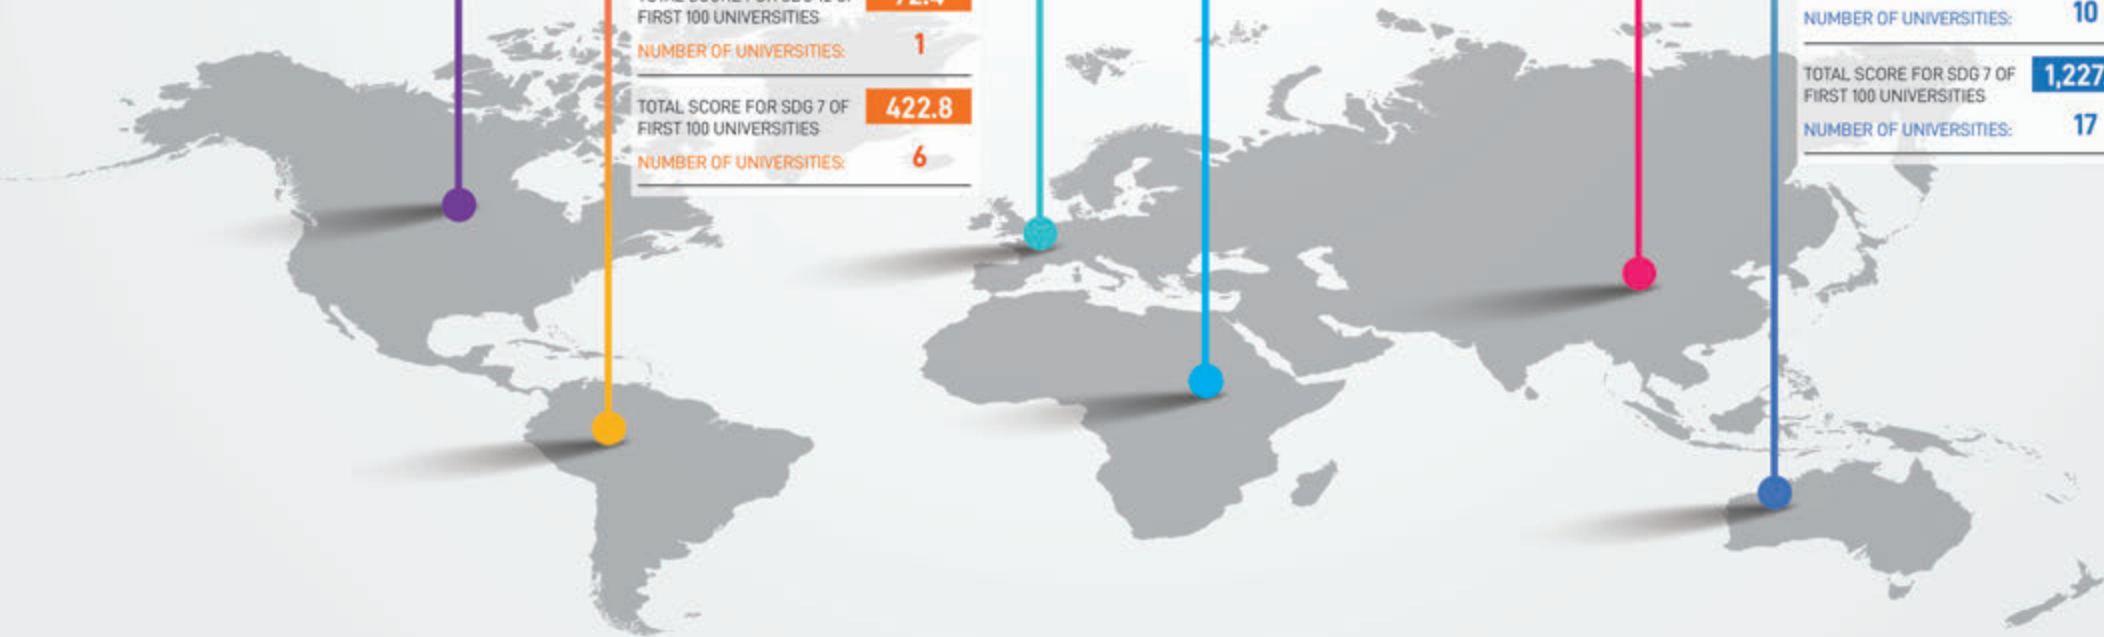 FIRST 100 UNIVERSITIES
NUMBER OF UNIVERSITIES: 1
TOTAL SCORE FOR SDG 7 OF 422.8
FIRST 100 UNIVERSITIES
NUMBER OF UNIVERSITIES: 6
NUMBER OF UNIVERSITIES: 10
TOTAL SCORE FOR SDG 7 OF 1,227
FIRST 100 UNIVERSITIES
NUMBER OF UNIVERSITIES: 17